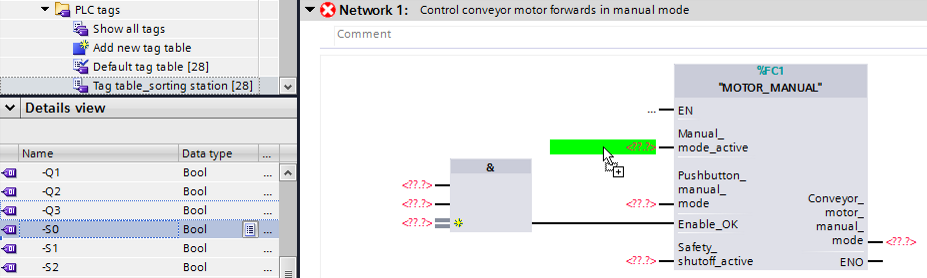 PLC tags
Show all tags
Add new tag table
Default tag table [28]
Tag table_sorting station [28]
Details view
Name Data type ...
-Q1 Bool ...
-Q2 Bool ...
-Q3 Bool ...
-S0 Bool ...
-S1 Bool ...
-S2 Bool ...
Network 1: Control conveyor motor forwards in manual mode
Comment
%FC1
"MOTOR_MANUAL"
... EN
Manual_
<??.?> mode_active
&
<??.?>
<??.?>
<??.?>
Pushbutton_
manual_
<??.?> mode
Enable_OK
Safety_
<??.?> shutoff_active
Conveyor_
motor_
manual_
mode <??.?>
ENO